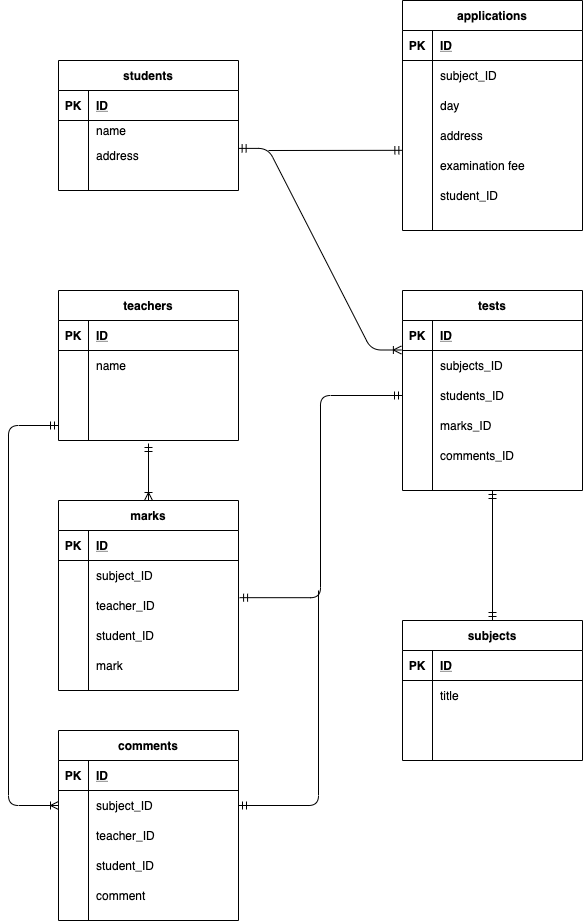 applications
PK ID
subject_ID
day
address
examination fee
student_ID
students
PK ID
name
address
teachers
PK ID
name
tests
PK ID
subjects_ID
students_ID
marks_ID
comments_ID
marks
PK ID
subject_ID
teacher_ID
student_ID
mark
subjects
PK ID
title
comments
PK ID
subject_ID
teacher_ID
student_ID
comment